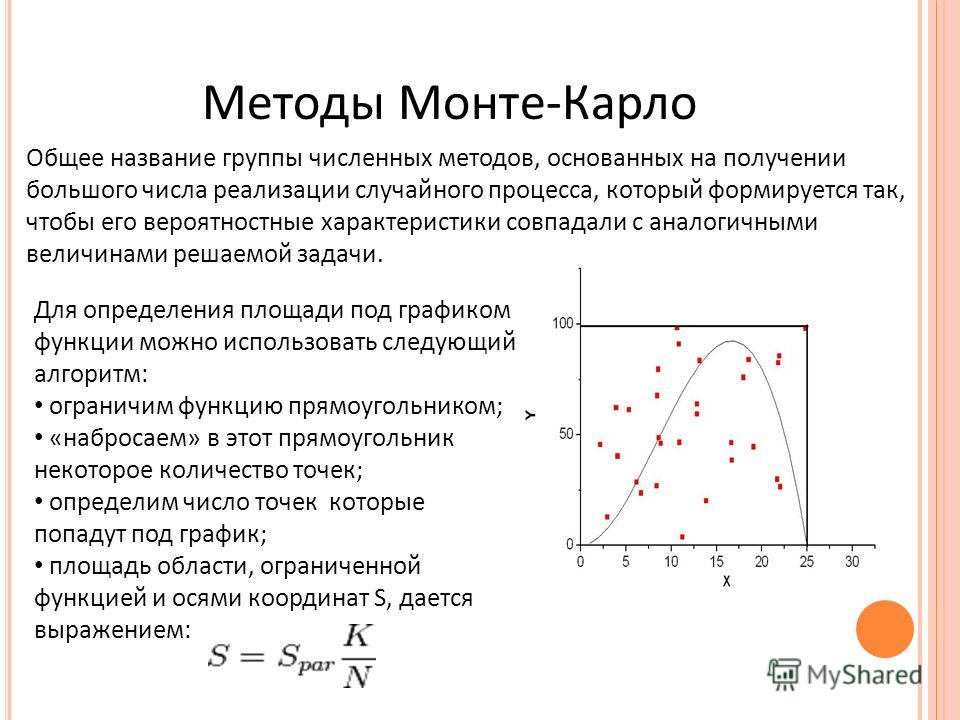 Методы Монте-Карло
Общее название группы численных методов, основанных на получении
большого числа реализации случайного процесса, который формируется так,
чтобы его вероятностные характеристики совпадали с аналогичными
величинами решаемой задачи.
Для определения площади под графиком
функции можно использовать следующий
алгоритм:
• ограничим функцию прямоугольником;
• «набросаем» в этот прямоугольник
некоторое количество точек;
• определим число точек которые
попадут под график;
• площадь области, ограниченной
функцией и осями координат S, дается
выражением:
S = S_par K/N
100
50
0
Y
0 5 10 15 20 25 30
X
MyShared